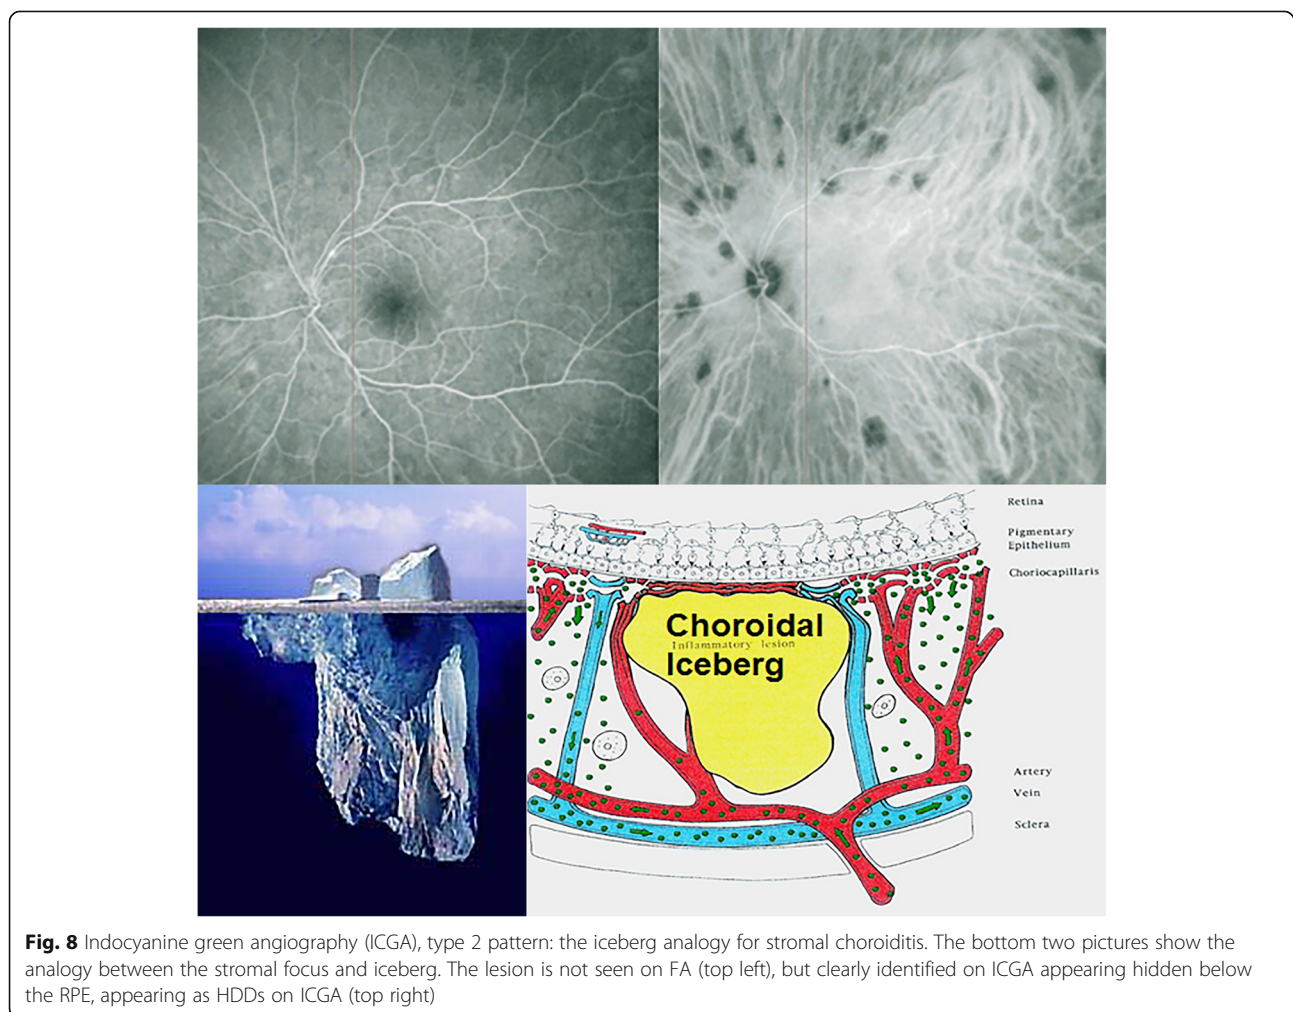 Retina
Pigmentary
Epithelium
Choriocapillaris
Choroidal
Inflammatory lesion
Iceberg
Artery
Vein
Sclera
Fig. 8 Indocyanine green angiography (ICGA), type 2 pattern: the iceberg analogy for stromal choroiditis. The bottom two pictures show the
analogy between the stromal focus and iceberg. The lesion is not seen on FA (top left), but clearly identified on ICGA appearing hidden below
the RPE, appearing as HDDs on ICGA (top right)